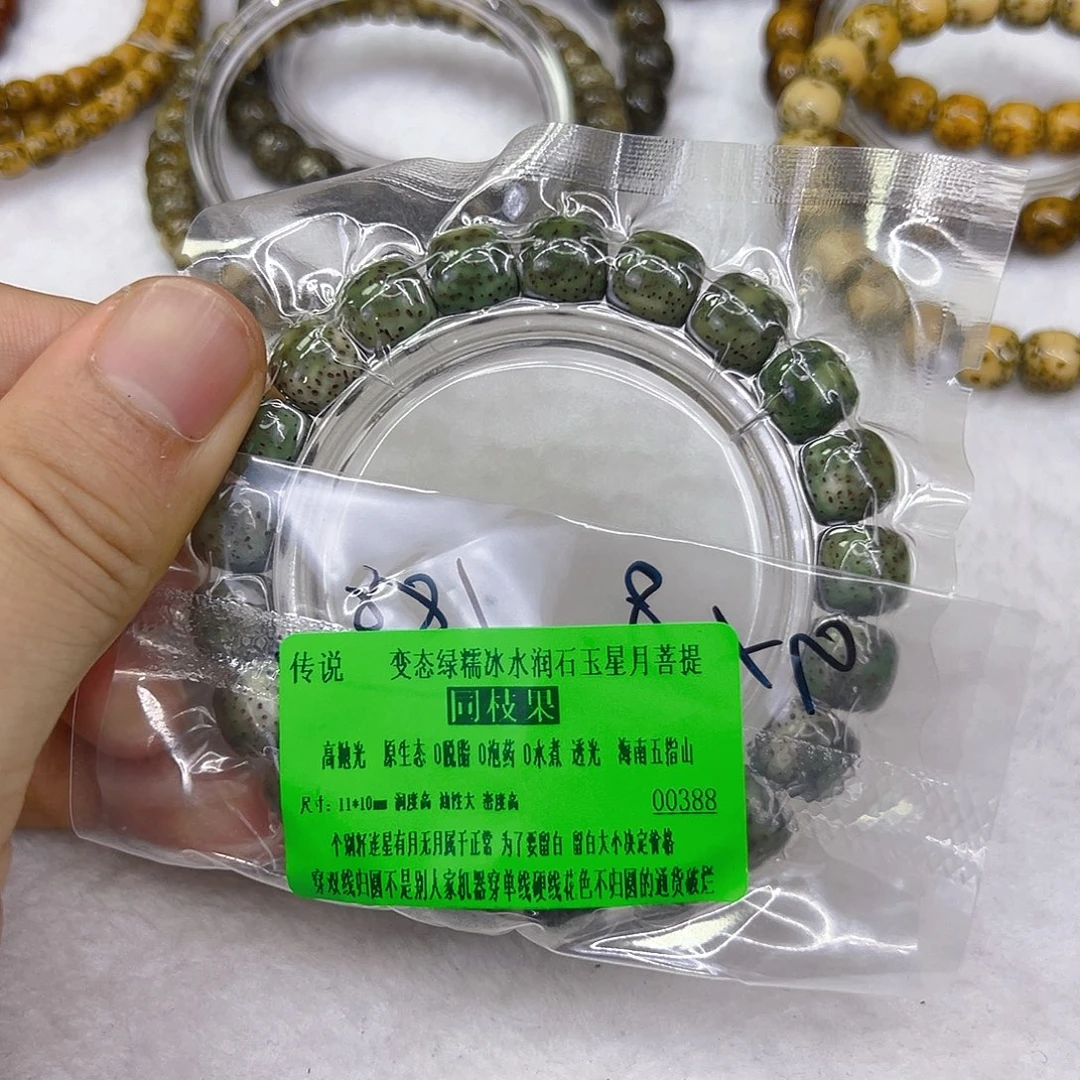 881 8 170
传说 变态绿糯冰水润石玉星月菩提
同枝果
高抛光 原生态 0脱脂 0泡药 0水煮 透光 海南五指山
尺寸：11*10mm 润度高 油性大 密度高 00388
个别籽连星有月无月属于正常 为了要留白 留白大小决定价格
穿双线归圆不是别人家机器穿单线硬线花色不归圆的通货破烂